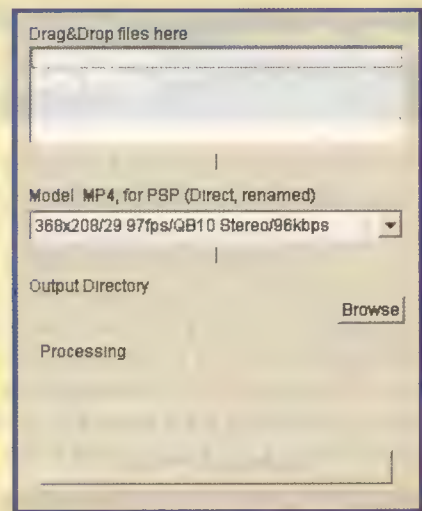 Drag&Drop files here
Model MP4, for PSP (Direct, renamed)
368x208/29 97fps/QB10 Stereo/96kbps
Output Directory
Browse
Processing